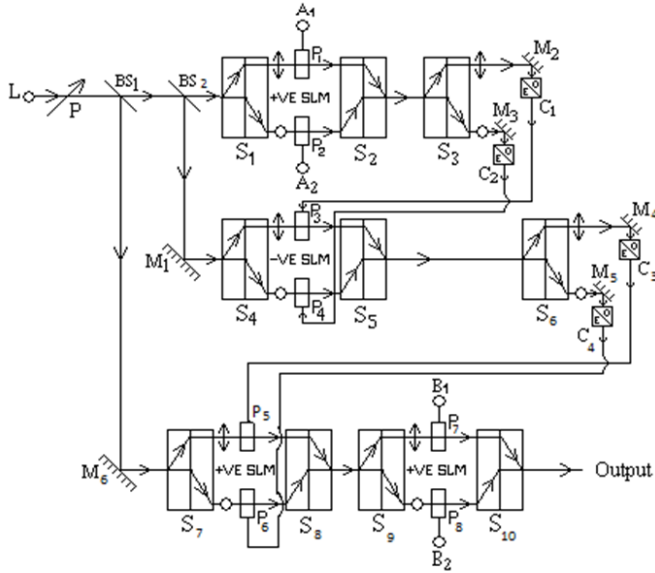 A1
M2
L
P
BS1
BS2
P1
+VE SLM
P2
E O
C1
M3
E O
C2
S1
S2
S3
A2
P3
M4
M1
-VE SLM
P4
E O
C3
M5
E O
C4
S4
S5
S6
P5
B1
P7
M6
+VE SLM
+VE SLM
Output
P6
P8
S7
S8
S9
S10
B2